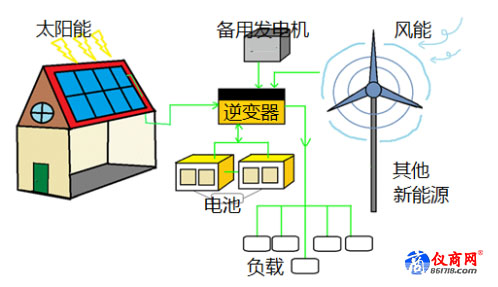 太阳能
备用发电机
风能
逆变器
电池
其他
新能源
负载
商 仪商网®
861718.com